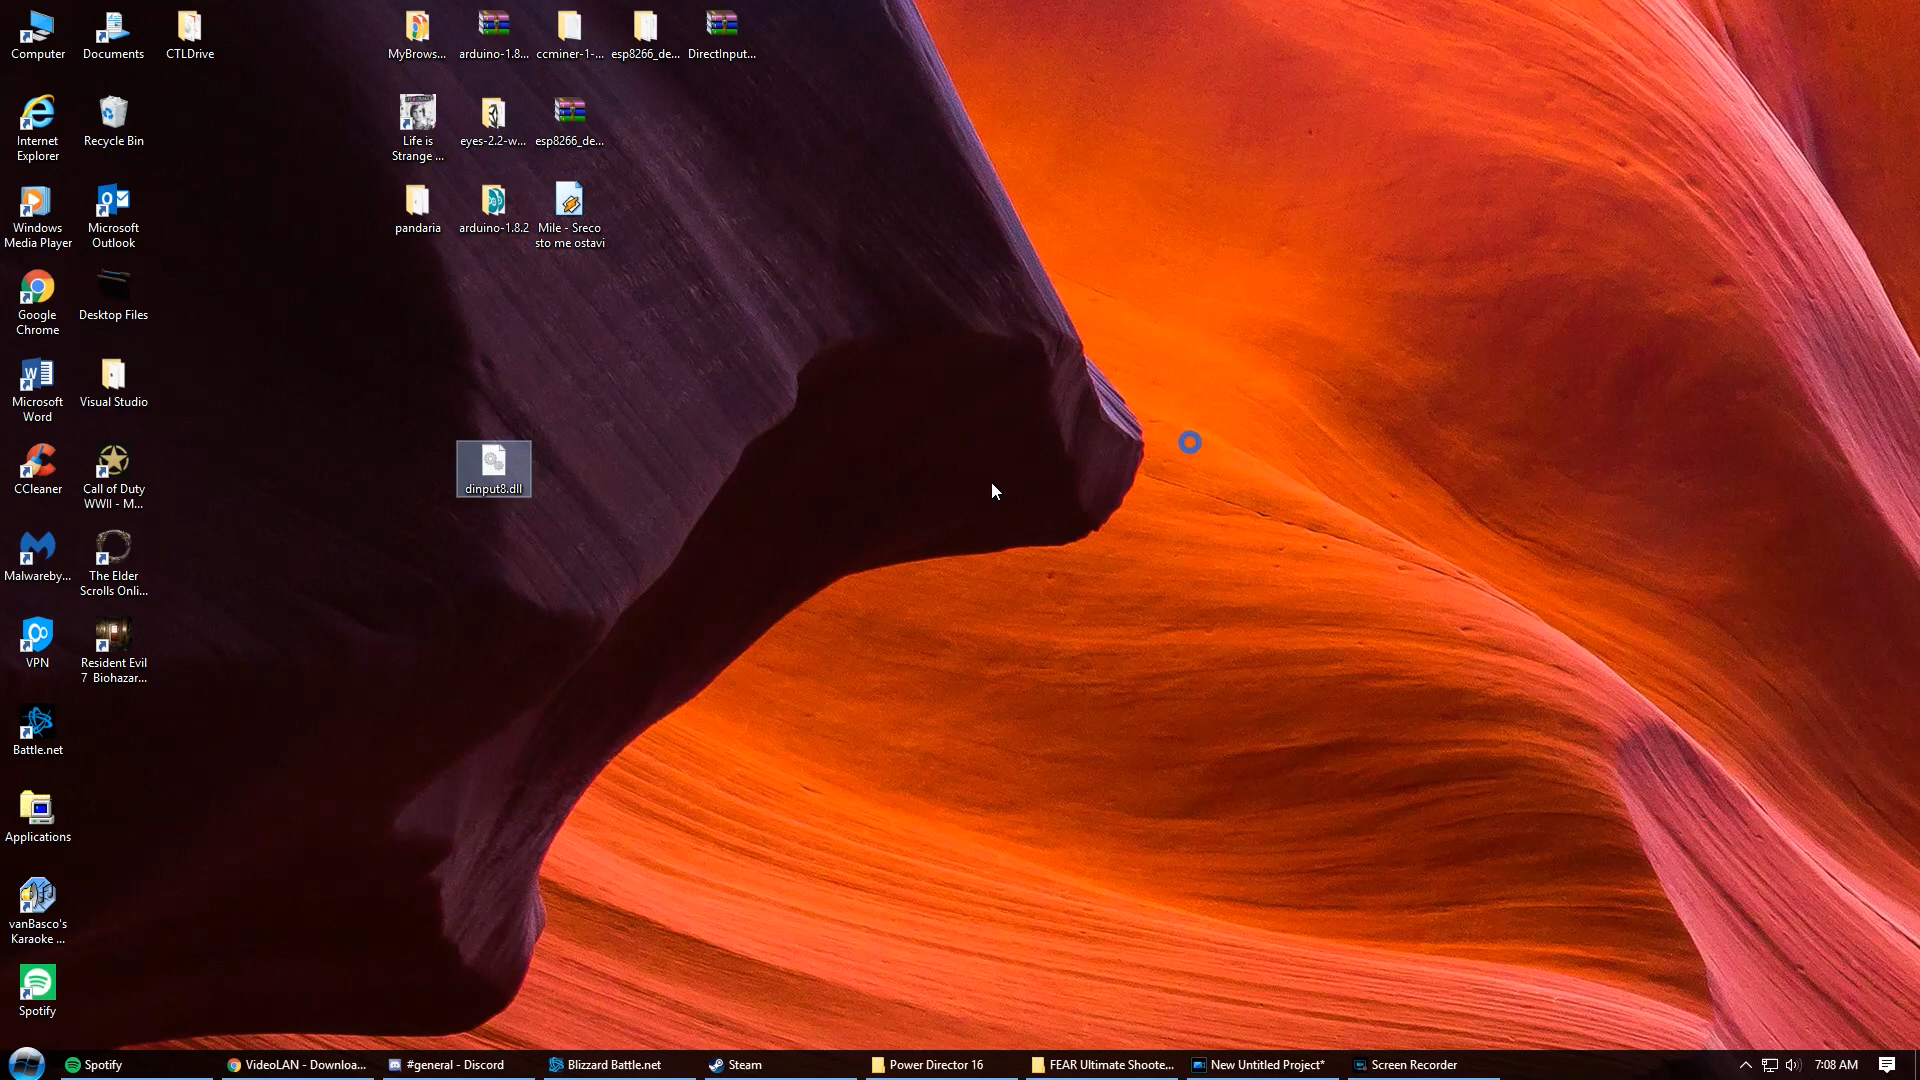 Computer
Documents
CTLDrive
MyBrows...
arduino-1.8...
ccminer-1-...
esp8266_de...
DirectInput...
Internet
Explorer
Recycle Bin
Life is
Strange ...
eyes-2.2-w...
esp8266_de...
Windows
Media Player
Microsoft
Outlook
pandaria
arduino-1.8.2
Mile - Sreco
sto me ostavi
Google
Chrome
Desktop Files
Microsoft
Word
Visual Studio
CCleaner
Call of Duty
WWII - M...
dinput8.dll
Malwareby...
The Elder
Scrolls Onli...
VPN
Resident Evil
7 Biohazar...
Battle.net
Applications
vanBasco's
Karaoke ...
Spotify
Spotify
VideoLAN - Downloa...
#general - Discord
Blizzard Battle.net
Steam
Power Director 16
FEAR Ultimate Shoote...
New Untitled Project*
Screen Recorder
7:08 AM